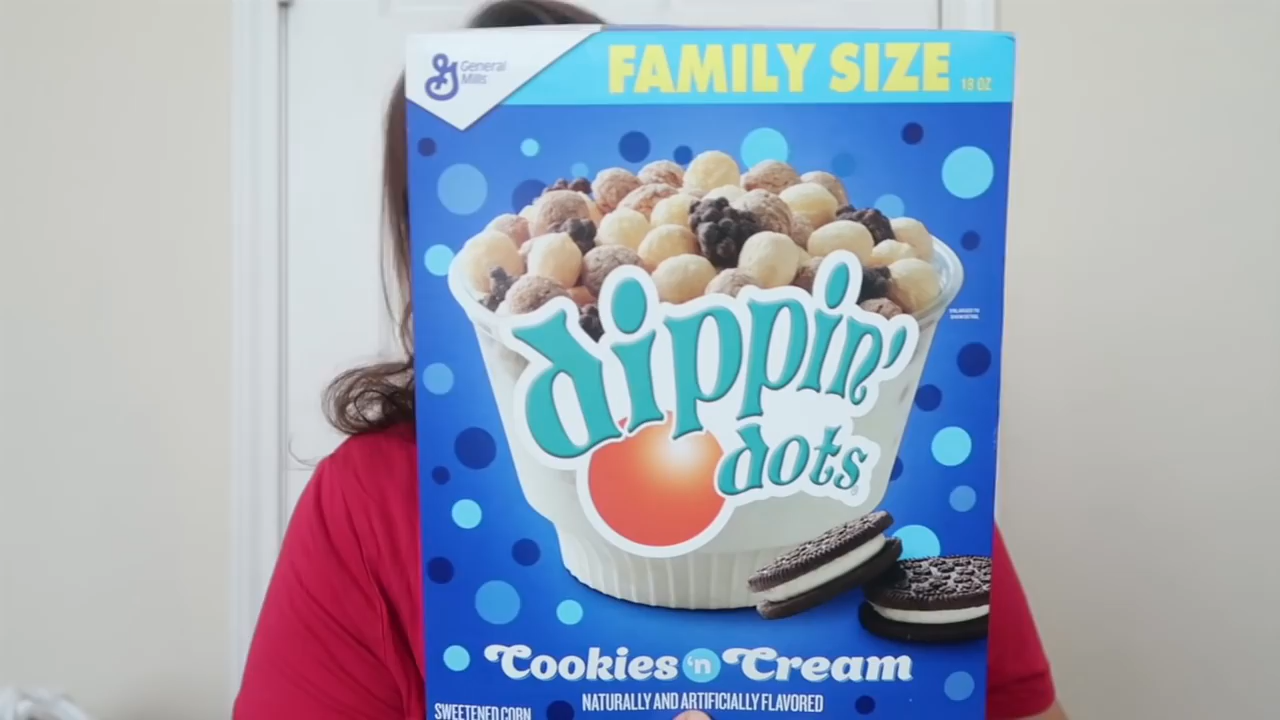 General
Mills
FAMILY SIZE
18 OZ
dippin'
dots
Cookies 'n Cream
NATURALLY AND ARTIFICIALLY FLAVORED
SWEETENED CORN